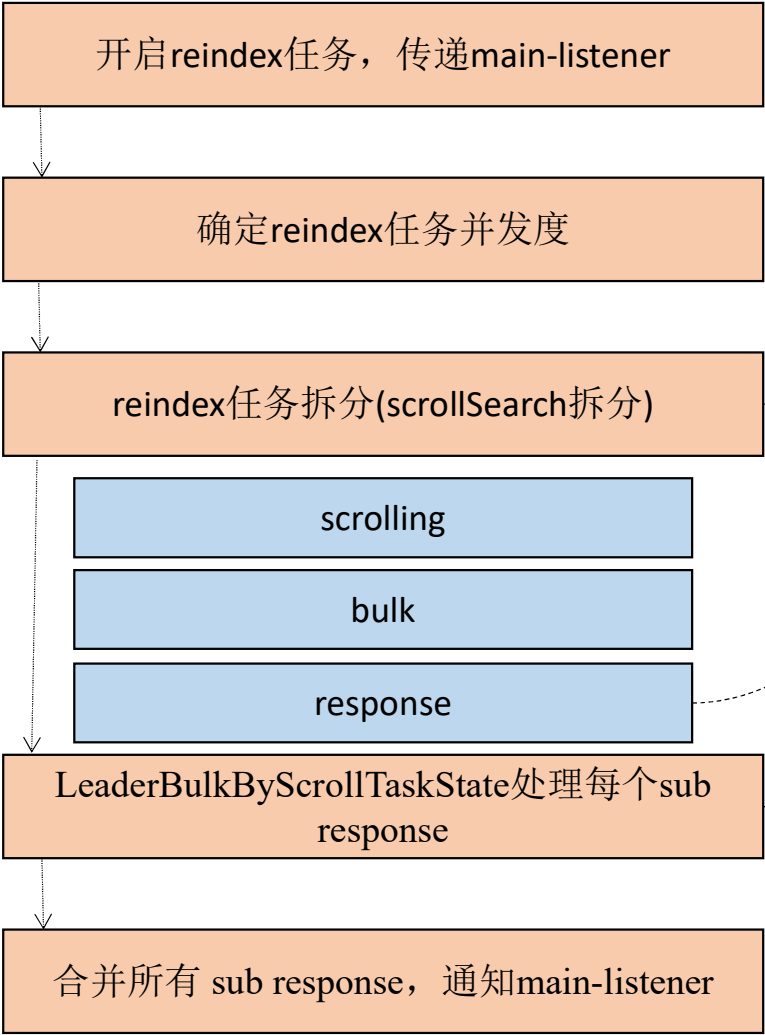 开启reindex任务，传递main-listener
确定reindex任务并发度
reindex任务拆分(scrollSearch拆分)
scrolling
bulk
response
LeaderBulkByScrollTaskState处理每个sub
response
合并所有 sub response，通知main-listener